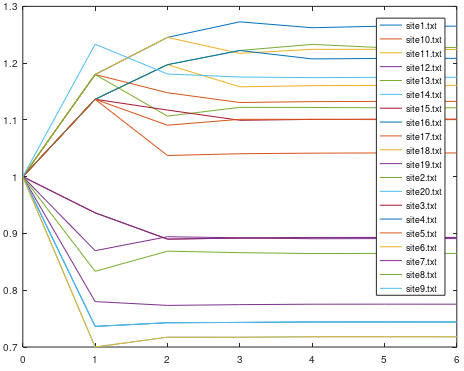 1.3
1.2
1.1
1
0.9
0.8
0.7
0
1
2
3
4
5
6
site1.txt
site10.txt
site11.txt
site12.txt
site13.txt
site14.txt
site15.txt
site16.txt
site17.txt
site18.txt
site19.txt
site2.txt
site20.txt
site3.txt
site4.txt
site5.txt
site6.txt
site7.txt
site8.txt
site9.txt